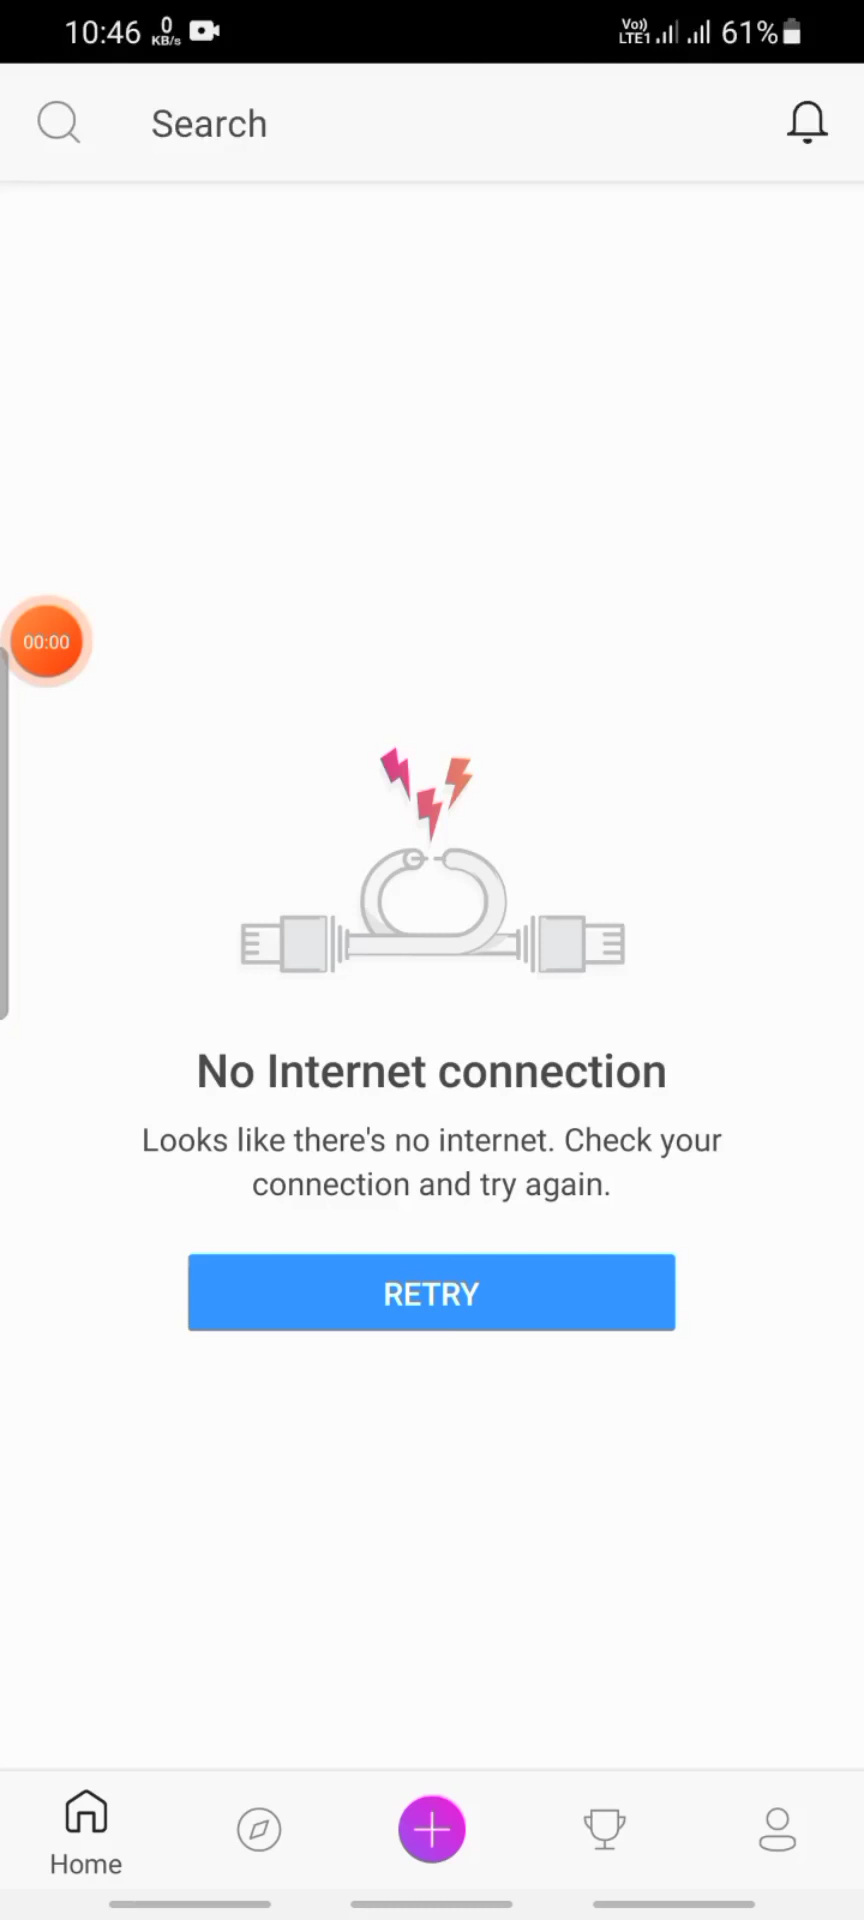 10:46 0 KB/s Vo)) LTE1 61%
Search
00:00
No Internet connection
Looks like there's no internet. Check your
connection and try again.
RETRY
Home